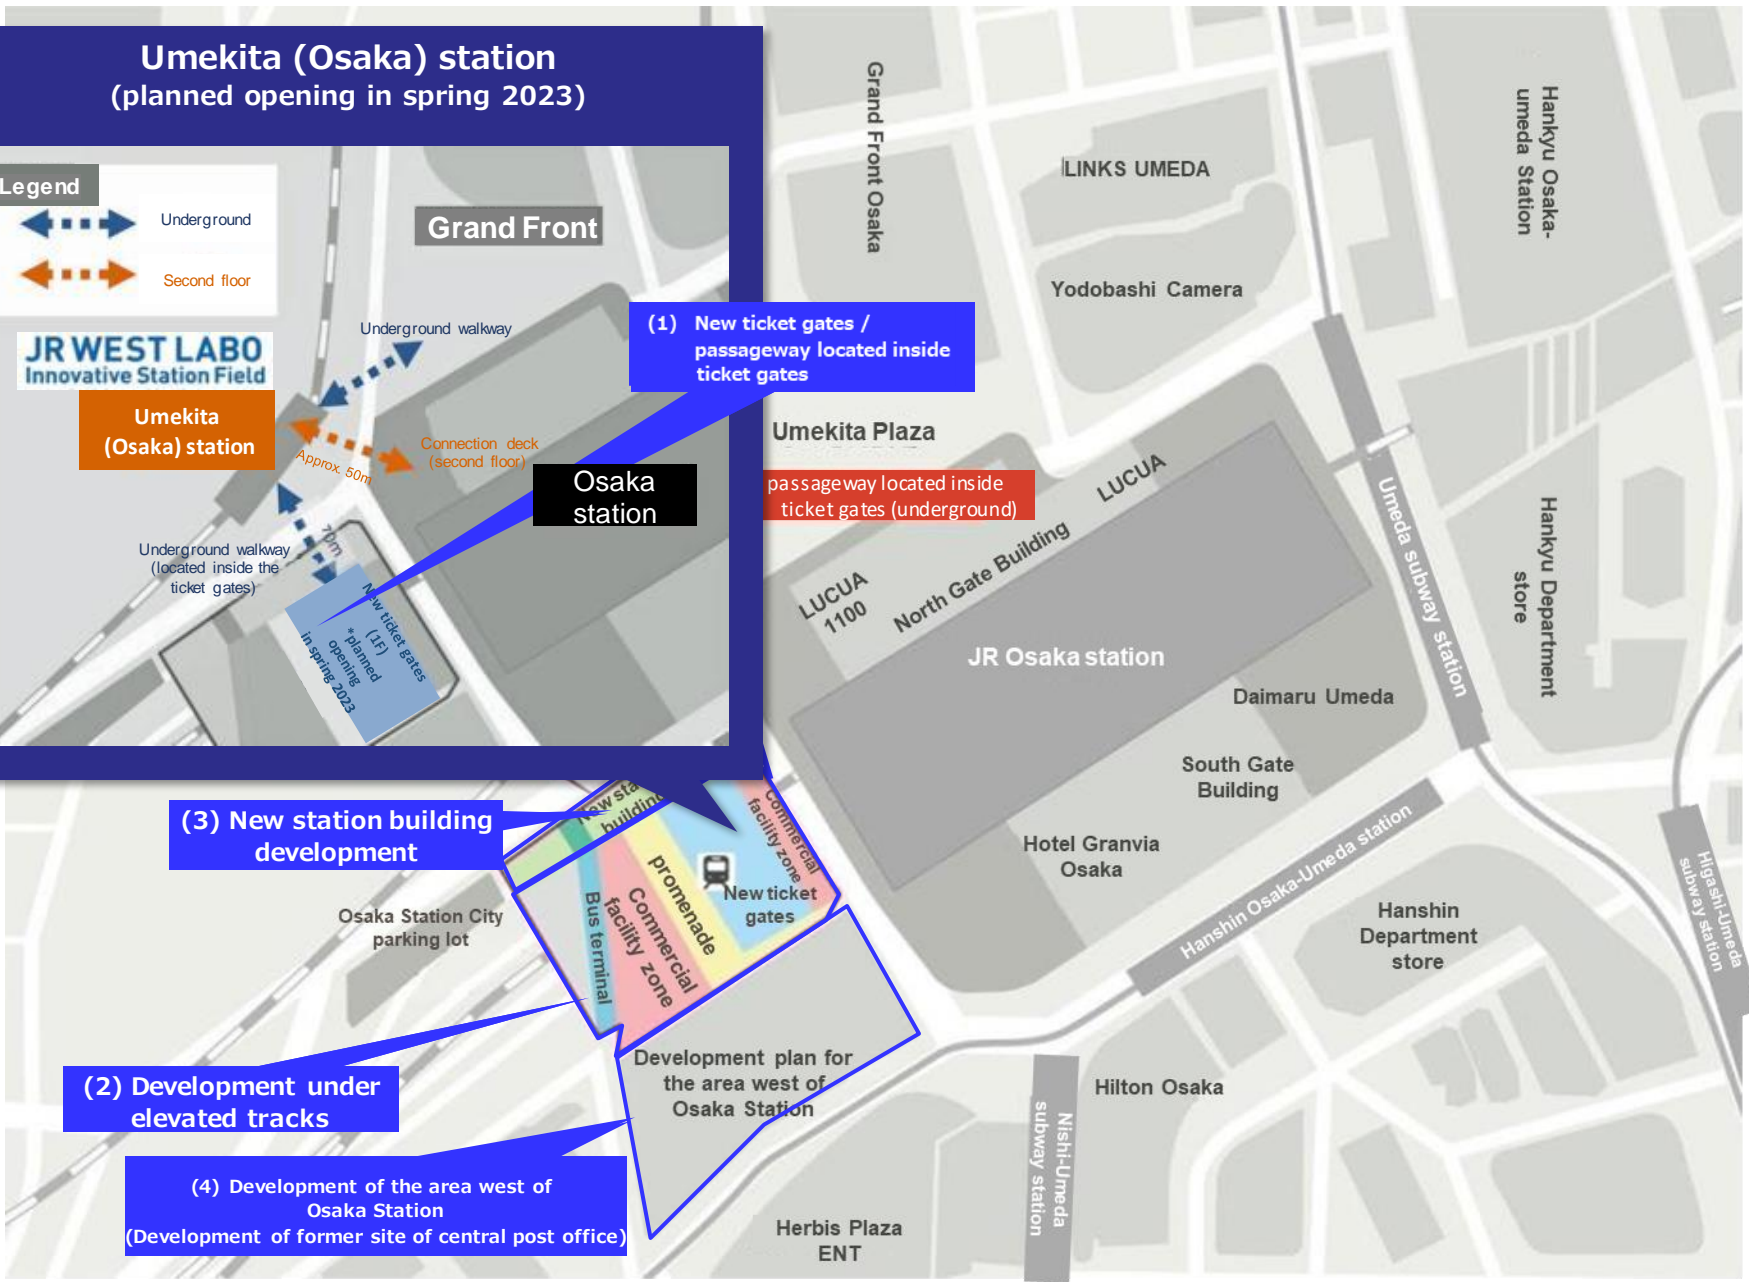 Umekita (Osaka) station
(planned opening in spring 2023)
Legend
Underground
Second floor
Grand Front
JR WEST LABO
Innovative Station Field
Umekita
(Osaka) station
Underground walkway
Connection deck
(second floor)
Approx. 50m
Osaka
station
70m
Underground walkway
(located inside the
ticket gates)
New ticket gates
(1F)
*planned
opening
in spring 2023
(1) New ticket gates /
passageway located inside
ticket gates
Umekita Plaza
passageway located inside
ticket gates (underground)
Grand Front Osaka
LINKS UMEDA
Yodobashi Camera
Hankyu Osaka-
umeda Station
LUCUA
LUCUA
1100
North Gate Building
JR Osaka station
Umeda subway station
Hankyu Department
store
Daimaru Umeda
South Gate
Building
Hotel Granvia
Osaka
Hanshin Osaka-Umeda station
Hanshin
Department
store
Higashi-Umeda
subway station
(3) New station building
development
New sta
building
Commercial
facility zone
promenade
New ticket
gates
Commercial
facility zone
Bus terminal
Osaka Station City
parking lot
(2) Development under
elevated tracks
Development plan for
the area west of
Osaka Station
(4) Development of the area west of
Osaka Station
(Development of former site of central post office)
Hilton Osaka
Nishi-Umeda
subway station
Herbis Plaza
ENT